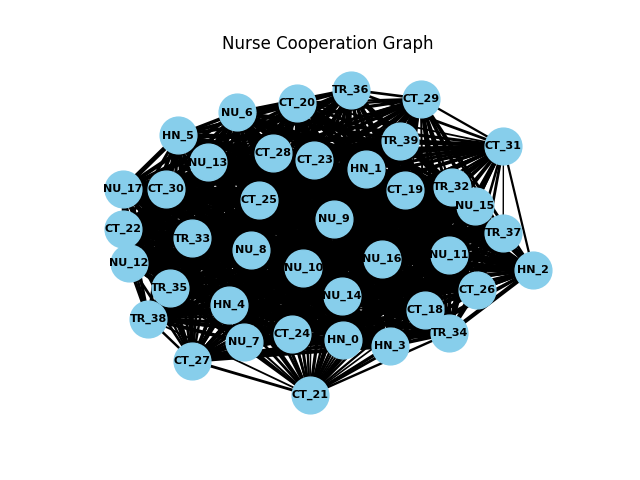 Nurse Cooperation Graph
TR_36
CT_29
CT_20
NU_6
HN_5
TR_39
CT_31
CT_28
CT_23
NU_13
HN_1
NU_17
CT_30
CT_19
TR_32
CT_25
NU_15
NU_9
CT_22
TR_33
TR_37
NU_8
NU_11
NU_16
NU_12
NU_10
HN_2
TR_35
CT_26
NU_14
HN_4
CT_18
TR_38
CT_24
TR_34
NU_7
HN_0
HN_3
CT_27
CT_21